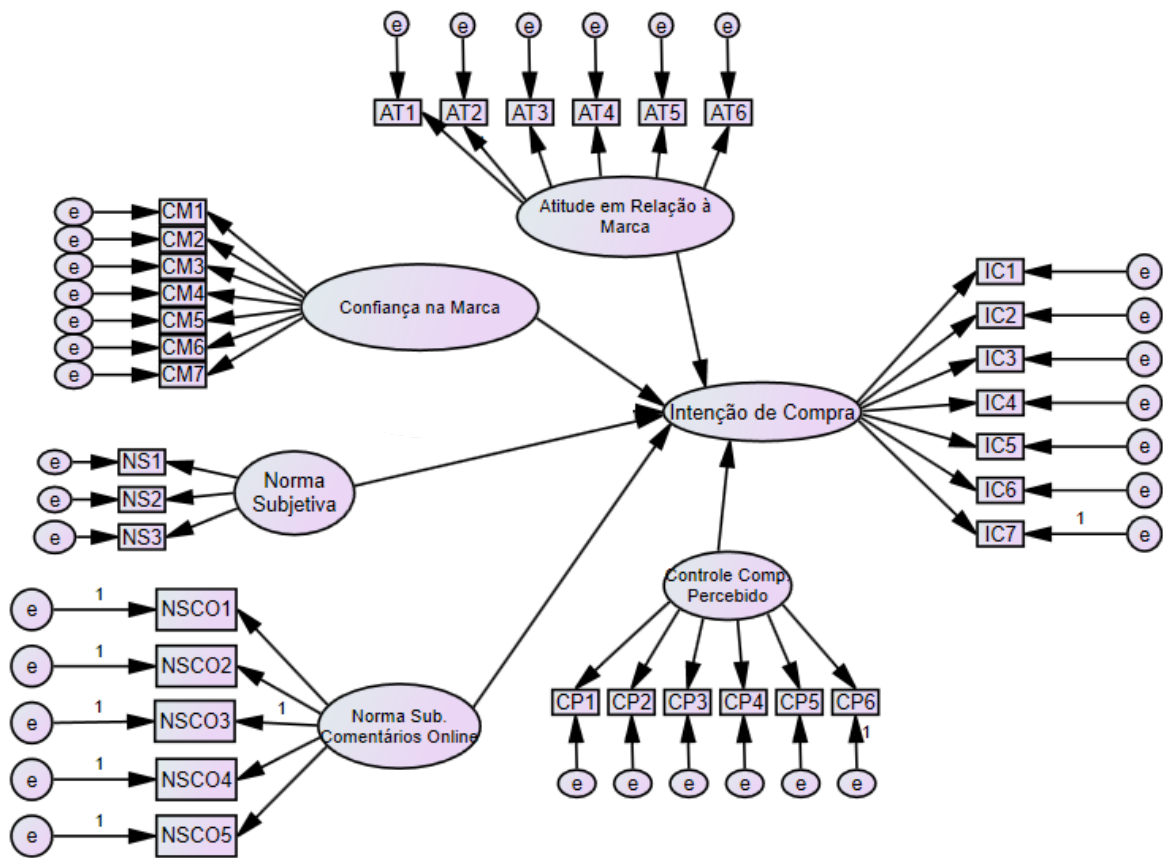 e e e e e e
AT1 AT2 AT3 AT4 AT5 AT6
Atitude em Relação à
Marca
e CM1
e CM2
e CM3
e CM4
e CM5
e CM6
e CM7
Confiança na Marca
IC1 e
IC2 e
IC3 e
IC4 e
IC5 e
IC6 e
IC7 1 e
Intenção de Compra
e NS1
e NS2
e NS3
Norma
Subjetiva
Controle Comp.
Percebido
CP1 CP2 CP3 CP4 CP5 CP6
1
e e e e e e
e 1 NSCO1
e 1 NSCO2
e 1 NSCO3 1
e 1 NSCO4
e 1 NSCO5
Norma Sub.
Comentários Online